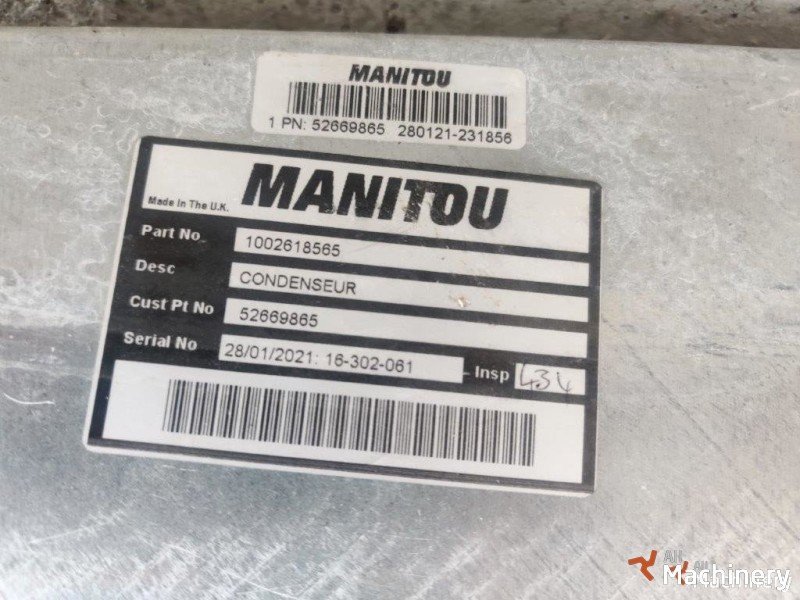 MANITOU
1 PN: 52669865 280121-231856
Made In The U.K.
MANITOU
Part No 1002618565
Desc CONDENSEUR
Cust Pt No 52669865
Serial No 28/01/2021: 16-302-061 Insp 434
AH
Machinery